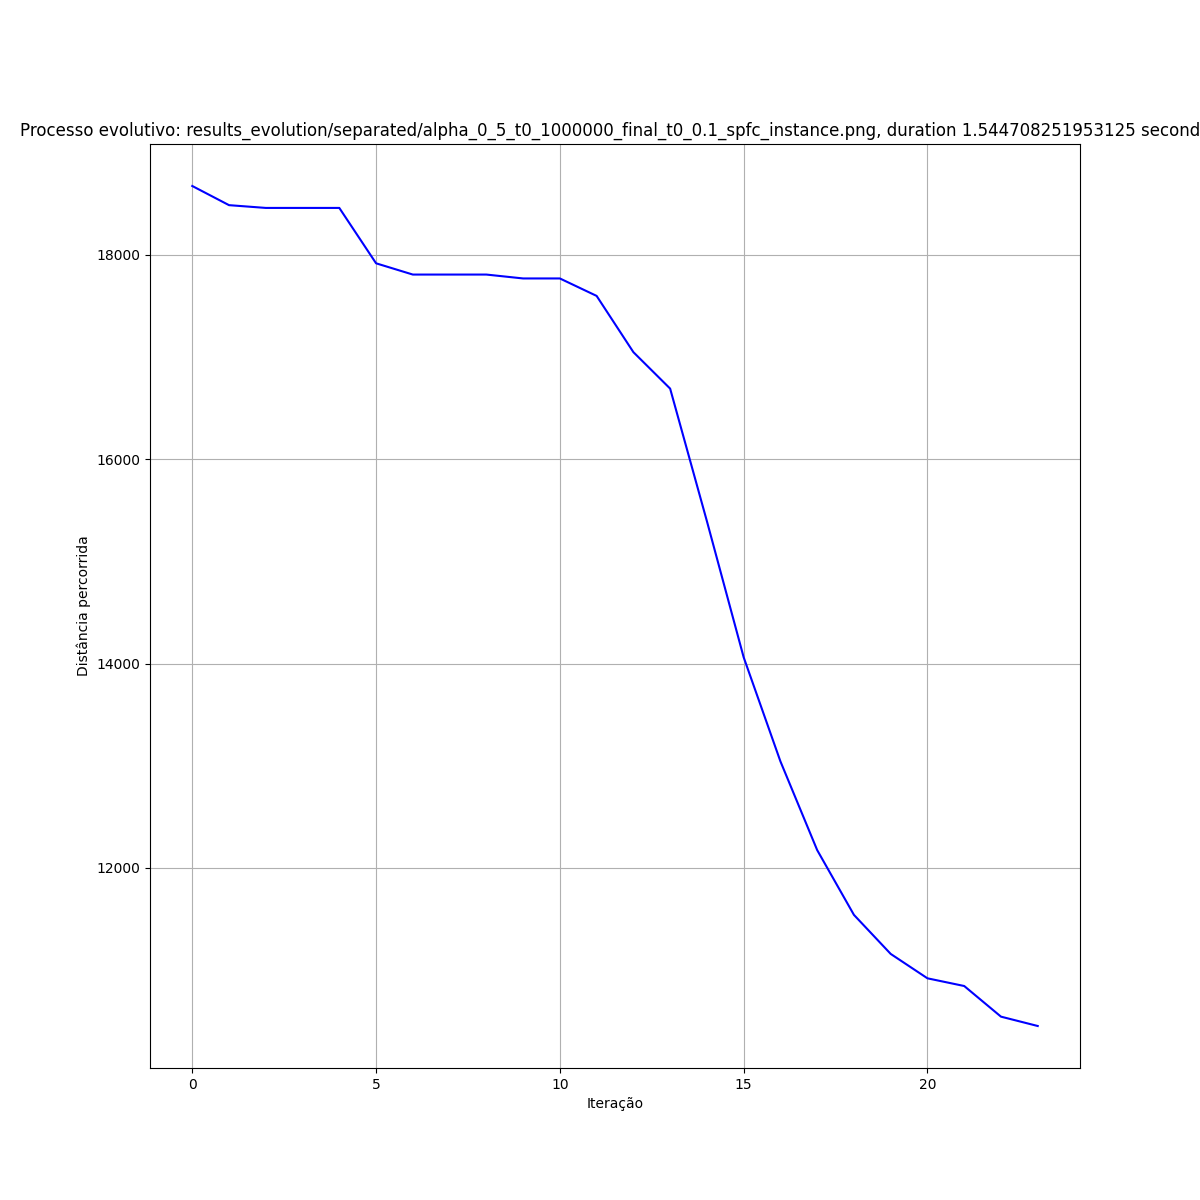 Processo evolutivo: results_evolution/separated/alpha_0_5_t0_1000000_final_t0_0.1_spfc_instance.png, duration 1.544708251953125 second
18000
16000
14000
12000
Distância percorrida
0 5 10 15 20
Iteração